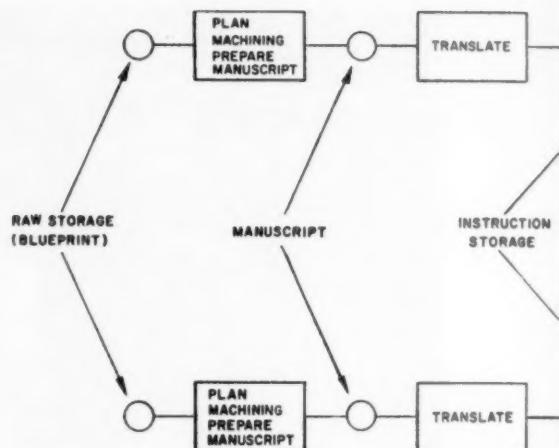 PLAN
MACHINING
PREPARE
MANUSCRIPT
TRANSLATE
RAW STORAGE
(BLUEPRINT)
MANUSCRIPT
INSTRUCTION
STORAGE
PLAN
MACHINING
PREPARE
MANUSCRIPT
TRANSLATE